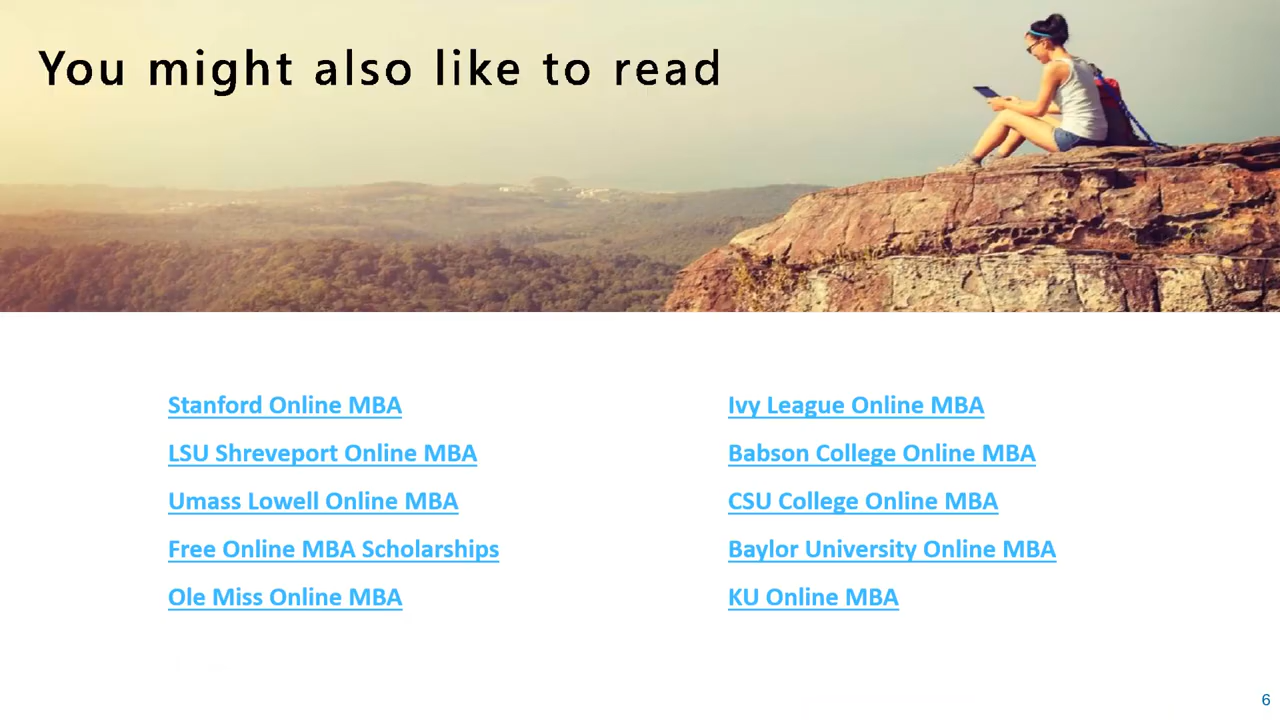 You might also like to read
Stanford Online MBA
LSU Shreveport Online MBA
Umass Lowell Online MBA
Free Online MBA Scholarships
Ole Miss Online MBA
Ivy League Online MBA
Babson College Online MBA
CSU College Online MBA
Baylor University Online MBA
KU Online MBA
6